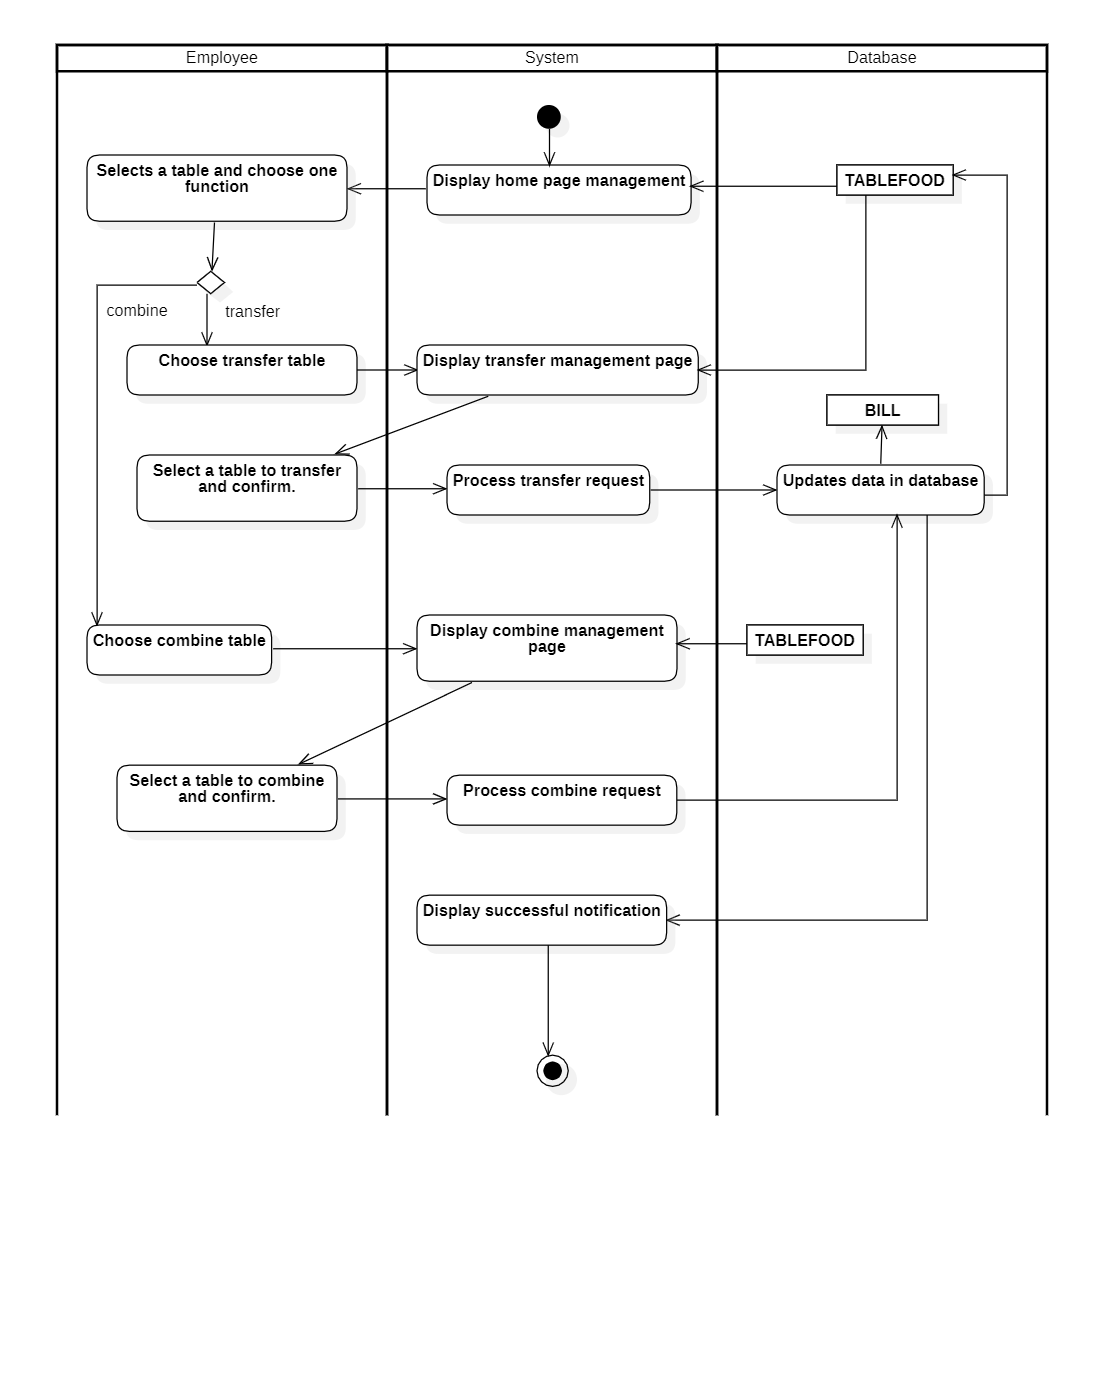 Employee
System
Database
Selects a table and choose one
function
Display home page management
TABLEFOOD
combine
transfer
Choose transfer table
Display transfer management page
BILL
Select a table to transfer
and confirm.
Process transfer request
Updates data in database
Choose combine table
Display combine management
page
TABLEFOOD
Select a table to combine
and confirm.
Process combine request
Display successful notification